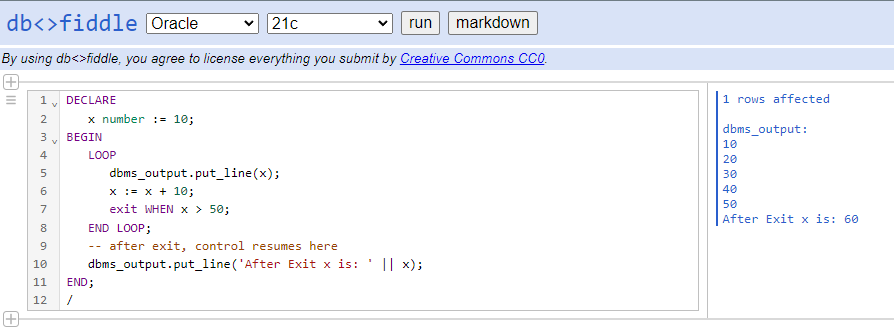 db<>fiddle Oracle 21c run markdown
By using db<>fiddle, you agree to license everything you submit by Creative Commons CC0.
1 DECLARE
2 x number := 10;
3 BEGIN
4 LOOP
5 dbms_output.put_line(x);
6 x := x + 10;
7 exit WHEN x > 50;
8 END LOOP;
9 -- after exit, control resumes here
10 dbms_output.put_line('After Exit x is: ' || x);
11 END;
12 /
1 rows affected
dbms_output:
10
20
30
40
50
After Exit x is: 60